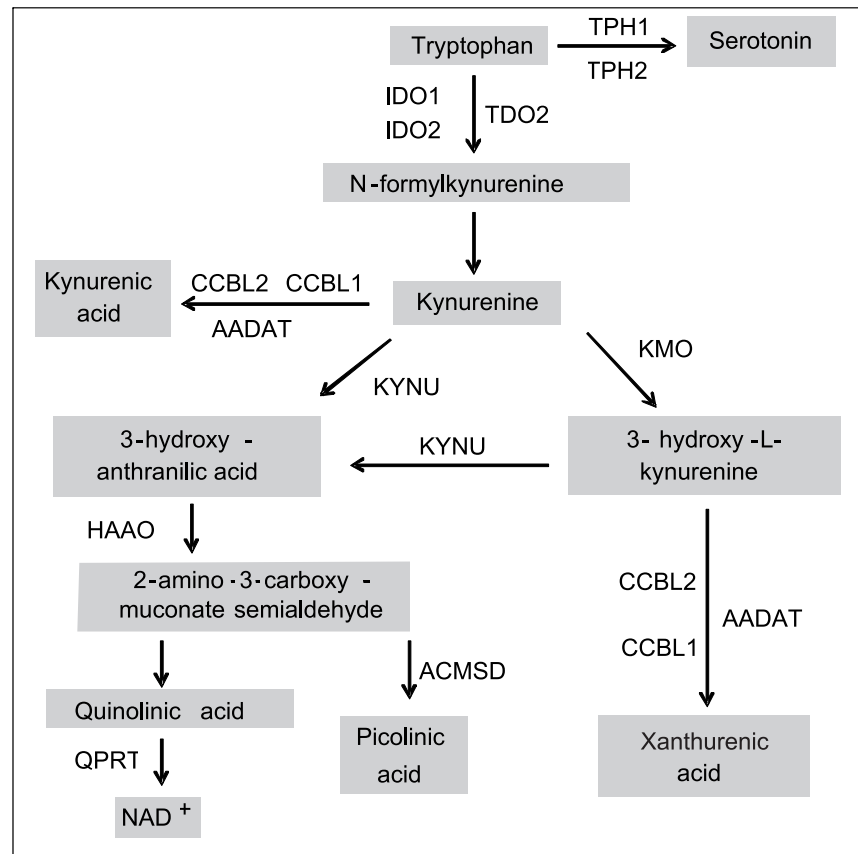 TPH1
Tryptophan
Serotonin
TPH2
IDO1
TDO2
IDO2
N-formylkynurenine
Kynurenic
acid
CCBL2 CCBL1
AADAT
Kynurenine
KMO
KYNU
3-hydroxy -
anthranilic acid
KYNU
3- hydroxy -L-
kynurenine
HAAO
2-amino -3-carboxy -
muconate semialdehyde
CCBL2
AADAT
CCBL1
ACMSD
Quinolinic acid
Picolinic
acid
Xanthurenic
acid
QPRT
NAD +